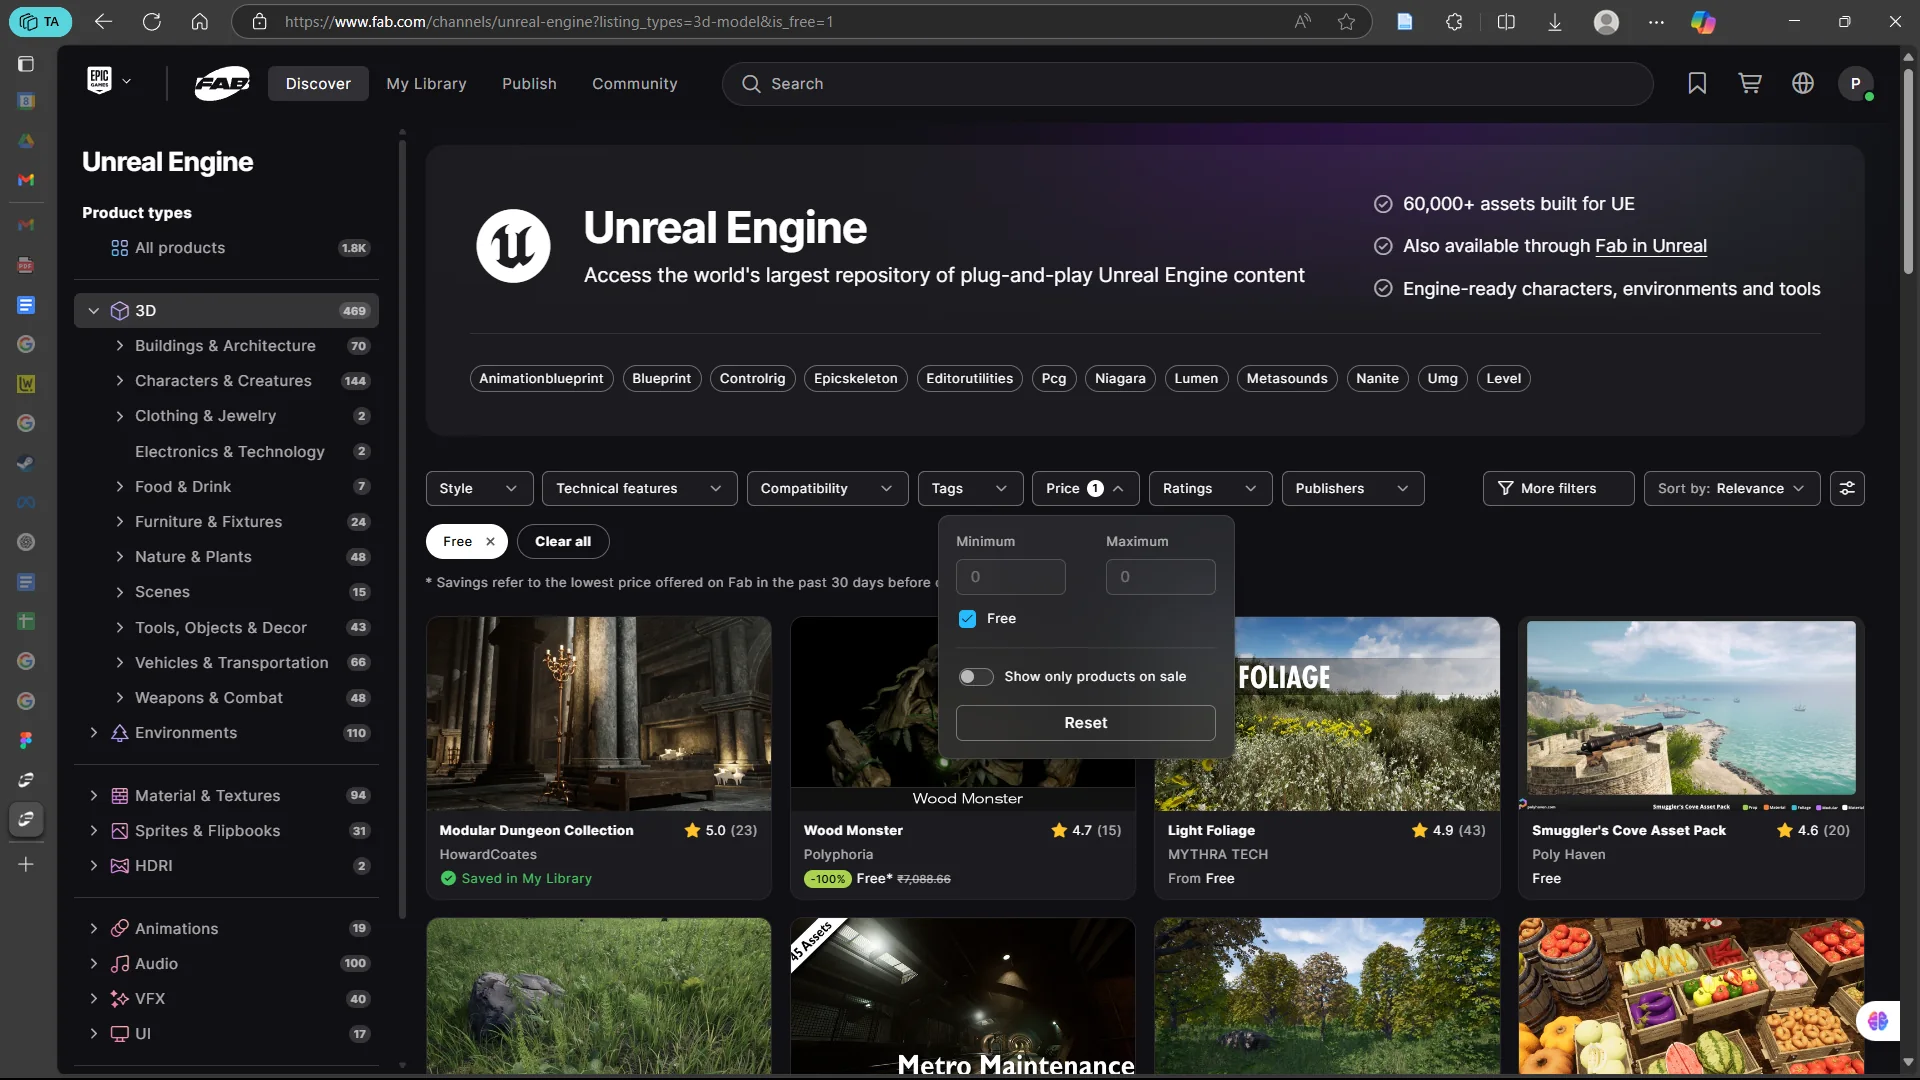 TA
https://www.fab.com/channels/unreal-engine?listing_types=3d-model&is_free=1
EPIC GAMES
FAB
Discover
My Library
Publish
Community
Search
P
Unreal Engine
Product types
All products 1.8K
3D 469
Buildings & Architecture 70
Characters & Creatures 144
Clothing & Jewelry 2
Electronics & Technology 2
Food & Drink 7
Furniture & Fixtures 24
Nature & Plants 48
Scenes 15
Tools, Objects & Decor 43
Vehicles & Transportation 66
Weapons & Combat 48
Environments 110
Material & Textures 94
Sprites & Flipbooks 31
HDRI 2
Animations 19
Audio 100
VFX 40
UI 17
Unreal Engine
Access the world's largest repository of plug-and-play Unreal Engine content
60,000+ assets built for UE
Also available through Fab in Unreal
Engine-ready characters, environments and tools
Animationblueprint Blueprint Controlrig Epicskeleton Editorutilities Pcg Niagara Lumen Metasounds Nanite Umg Level
Style Technical features Compatibility Tags Price 1 Ratings Publishers More filters Sort by: Relevance
Free × Clear all
* Savings refer to the lowest price offered on Fab in the past 30 days before
Minimum Maximum
0 0
Free
Show only products on sale
Reset
Modular Dungeon Collection 5.0 (23)
HowardCoates
Saved in My Library
Wood Monster
Wood Monster 4.7 (15)
Polyphoria
-100% Free* ₹7,088.66
FOLIAGE
Light Foliage 4.9 (43)
MYTHRA TECH
From Free
Smuggler's Cove Asset Pack
Smuggler's Cove Asset Pack 4.6 (20)
Poly Haven
Free
45 Assets
Metro Maintenance